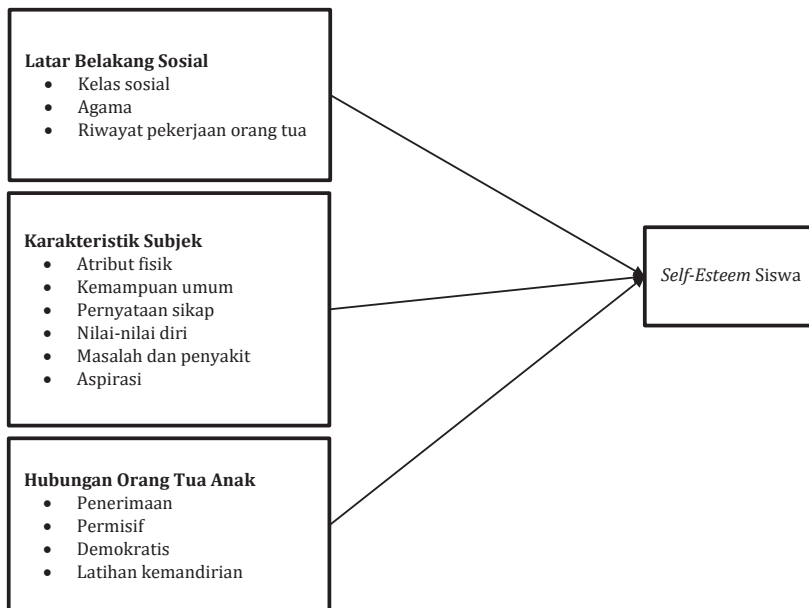 Latar Belakang Sosial
• Kelas sosial
• Agama
• Riwayat pekerjaan orang tua
Karakteristik Subjek
• Atribut fisik
• Kemampuan umum
• Pernyataan sikap
• Nilai-nilai diri
• Masalah dan penyakit
• Aspirasi
Hubungan Orang Tua Anak
• Penerimaan
• Permisif
• Demokratis
• Latihan kemandirian
Self-Esteem Siswa